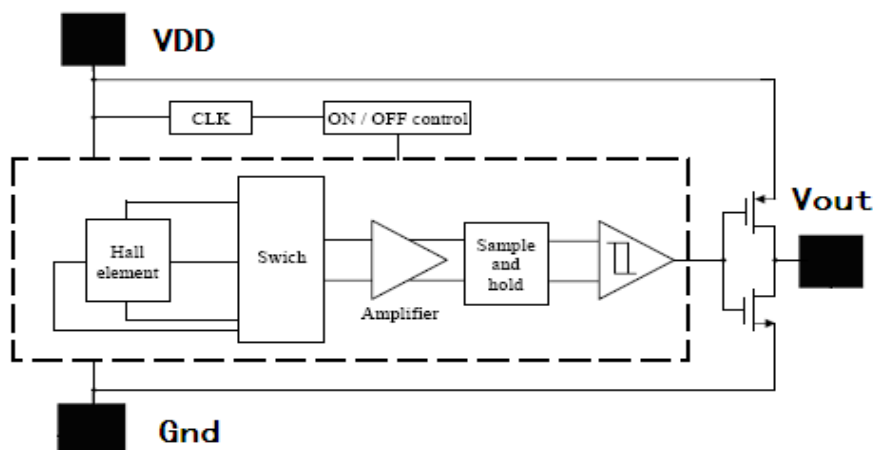 VDD
CLK
ON / OFF control
Vout
Hall
element
Swich
Sample
and
hold
Amplifier
Gnd